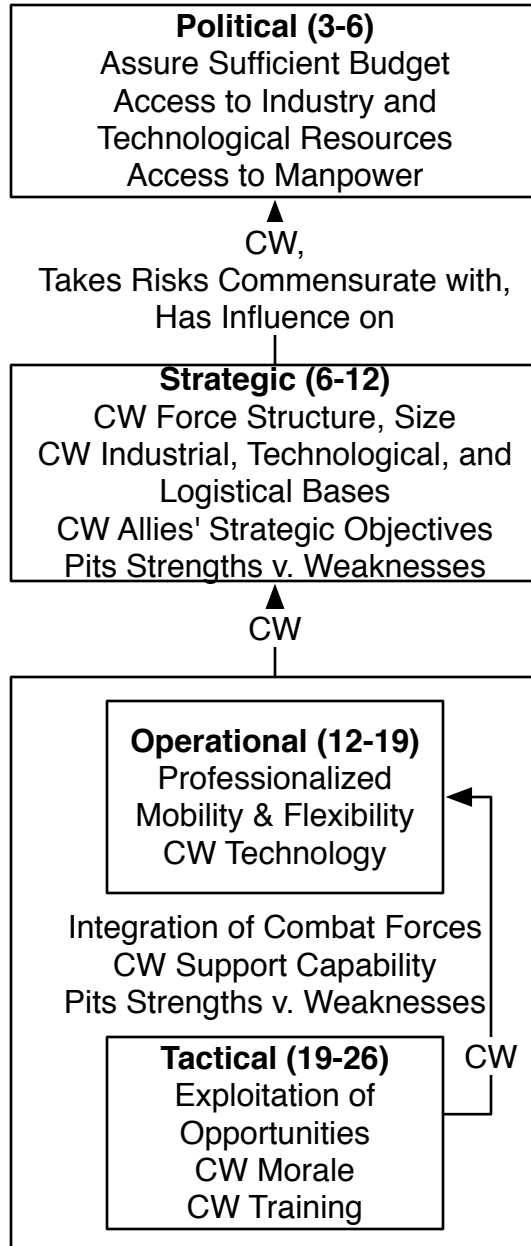 Political (3-6)
Assure Sufficient Budget
Access to Industry and
Technological Resources
Access to Manpower
CW,
Takes Risks Commensurate with,
Has Influence on
Strategic (6-12)
CW Force Structure, Size
CW Industrial, Technological, and
Logistical Bases
CW Allies' Strategic Objectives
Pits Strengths v. Weaknesses
CW
Operational (12-19)
Professionalized
Mobility & Flexibility
CW Technology
Integration of Combat Forces
CW Support Capability
Pits Strengths v. Weaknesses
Tactical (19-26)
Exploitation of
Opportunities
CW Morale
CW Training
CW